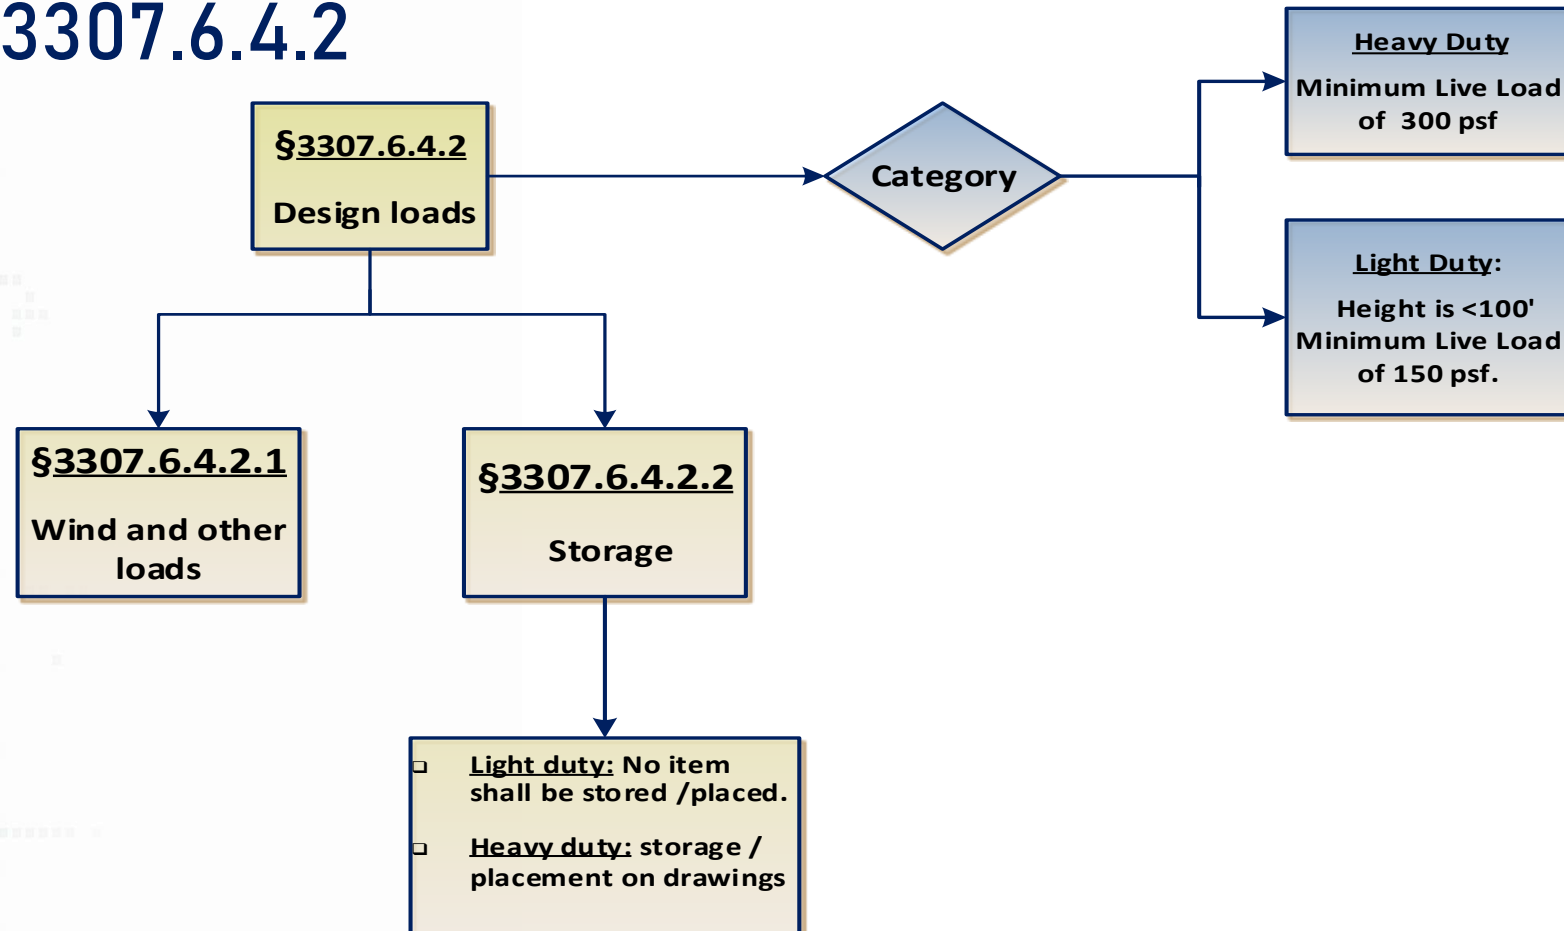 3307.6.4.2
§3307.6.4.2
Design loads
Category
Heavy Duty
Minimum Live Load
of 300 psf
Light Duty:
Height is <100'
Minimum Live Load
of 150 psf.
§3307.6.4.2.1
Wind and other
loads
§3307.6.4.2.2
Storage
Light duty: No item
shall be stored /placed.
Heavy duty: storage /
placement on drawings